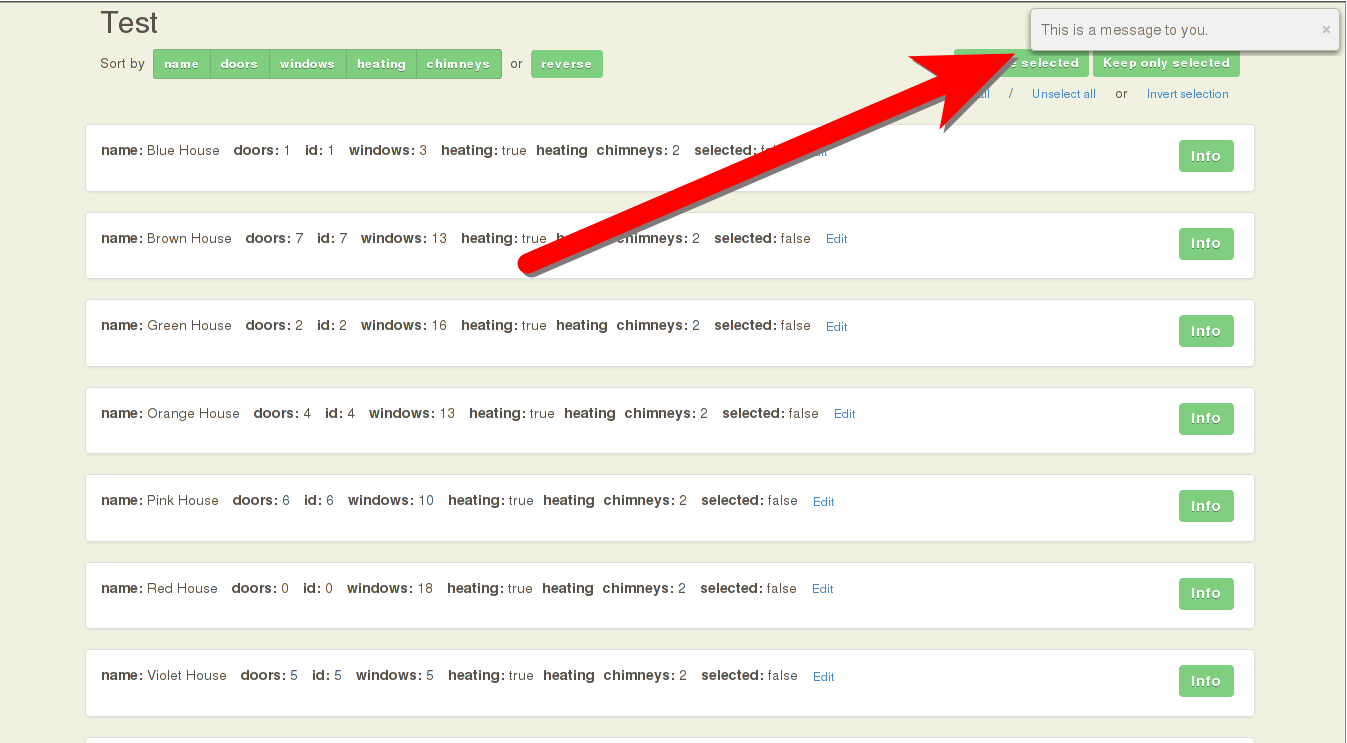 Test
This is a message to you. ×
Sort by name doors windows heating chimneys or reverse
selected Keep only selected
/ Unselect all or Invert selection
name: Blue House doors: 1 id: 1 windows: 3 heating: true heating chimneys: 2 selected:
Info
name: Brown House doors: 7 id: 7 windows: 13 heating: true chimneys: 2 selected: false Edit
Info
name: Green House doors: 2 id: 2 windows: 16 heating: true heating chimneys: 2 selected: false Edit
Info
name: Orange House doors: 4 id: 4 windows: 13 heating: true heating chimneys: 2 selected: false Edit
Info
name: Pink House doors: 6 id: 6 windows: 10 heating: true heating chimneys: 2 selected: false Edit
Info
name: Red House doors: 0 id: 0 windows: 18 heating: true heating chimneys: 2 selected: false Edit
Info
name: Violet House doors: 5 id: 5 windows: 5 heating: true heating chimneys: 2 selected: false Edit
Info